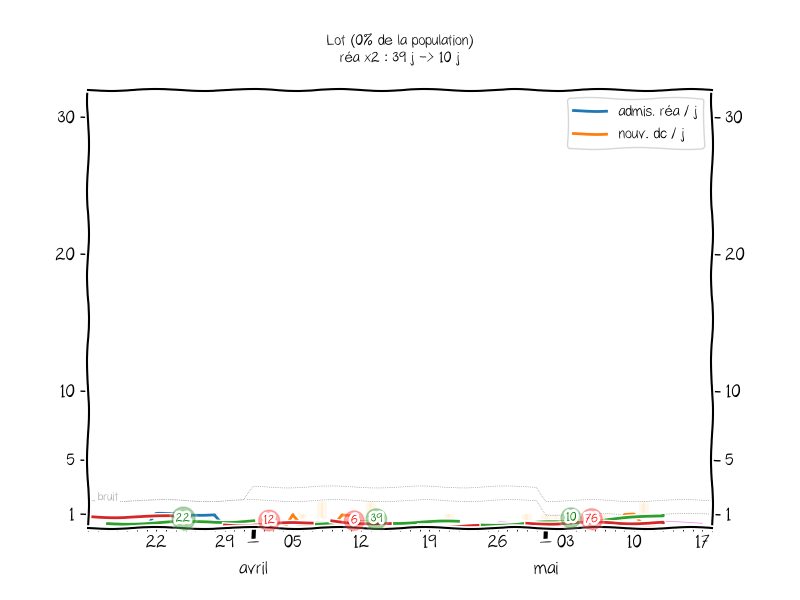 Lot (0% de la population)
réa x2 : 39 j -> 10 j
admis. réa / j
nouv. dc / j
30 30
20 20
10 10
5 5
1 1
bruit
22 12 6 39 10 76
22 29 05 12 19 26 03 10 17
avril mai